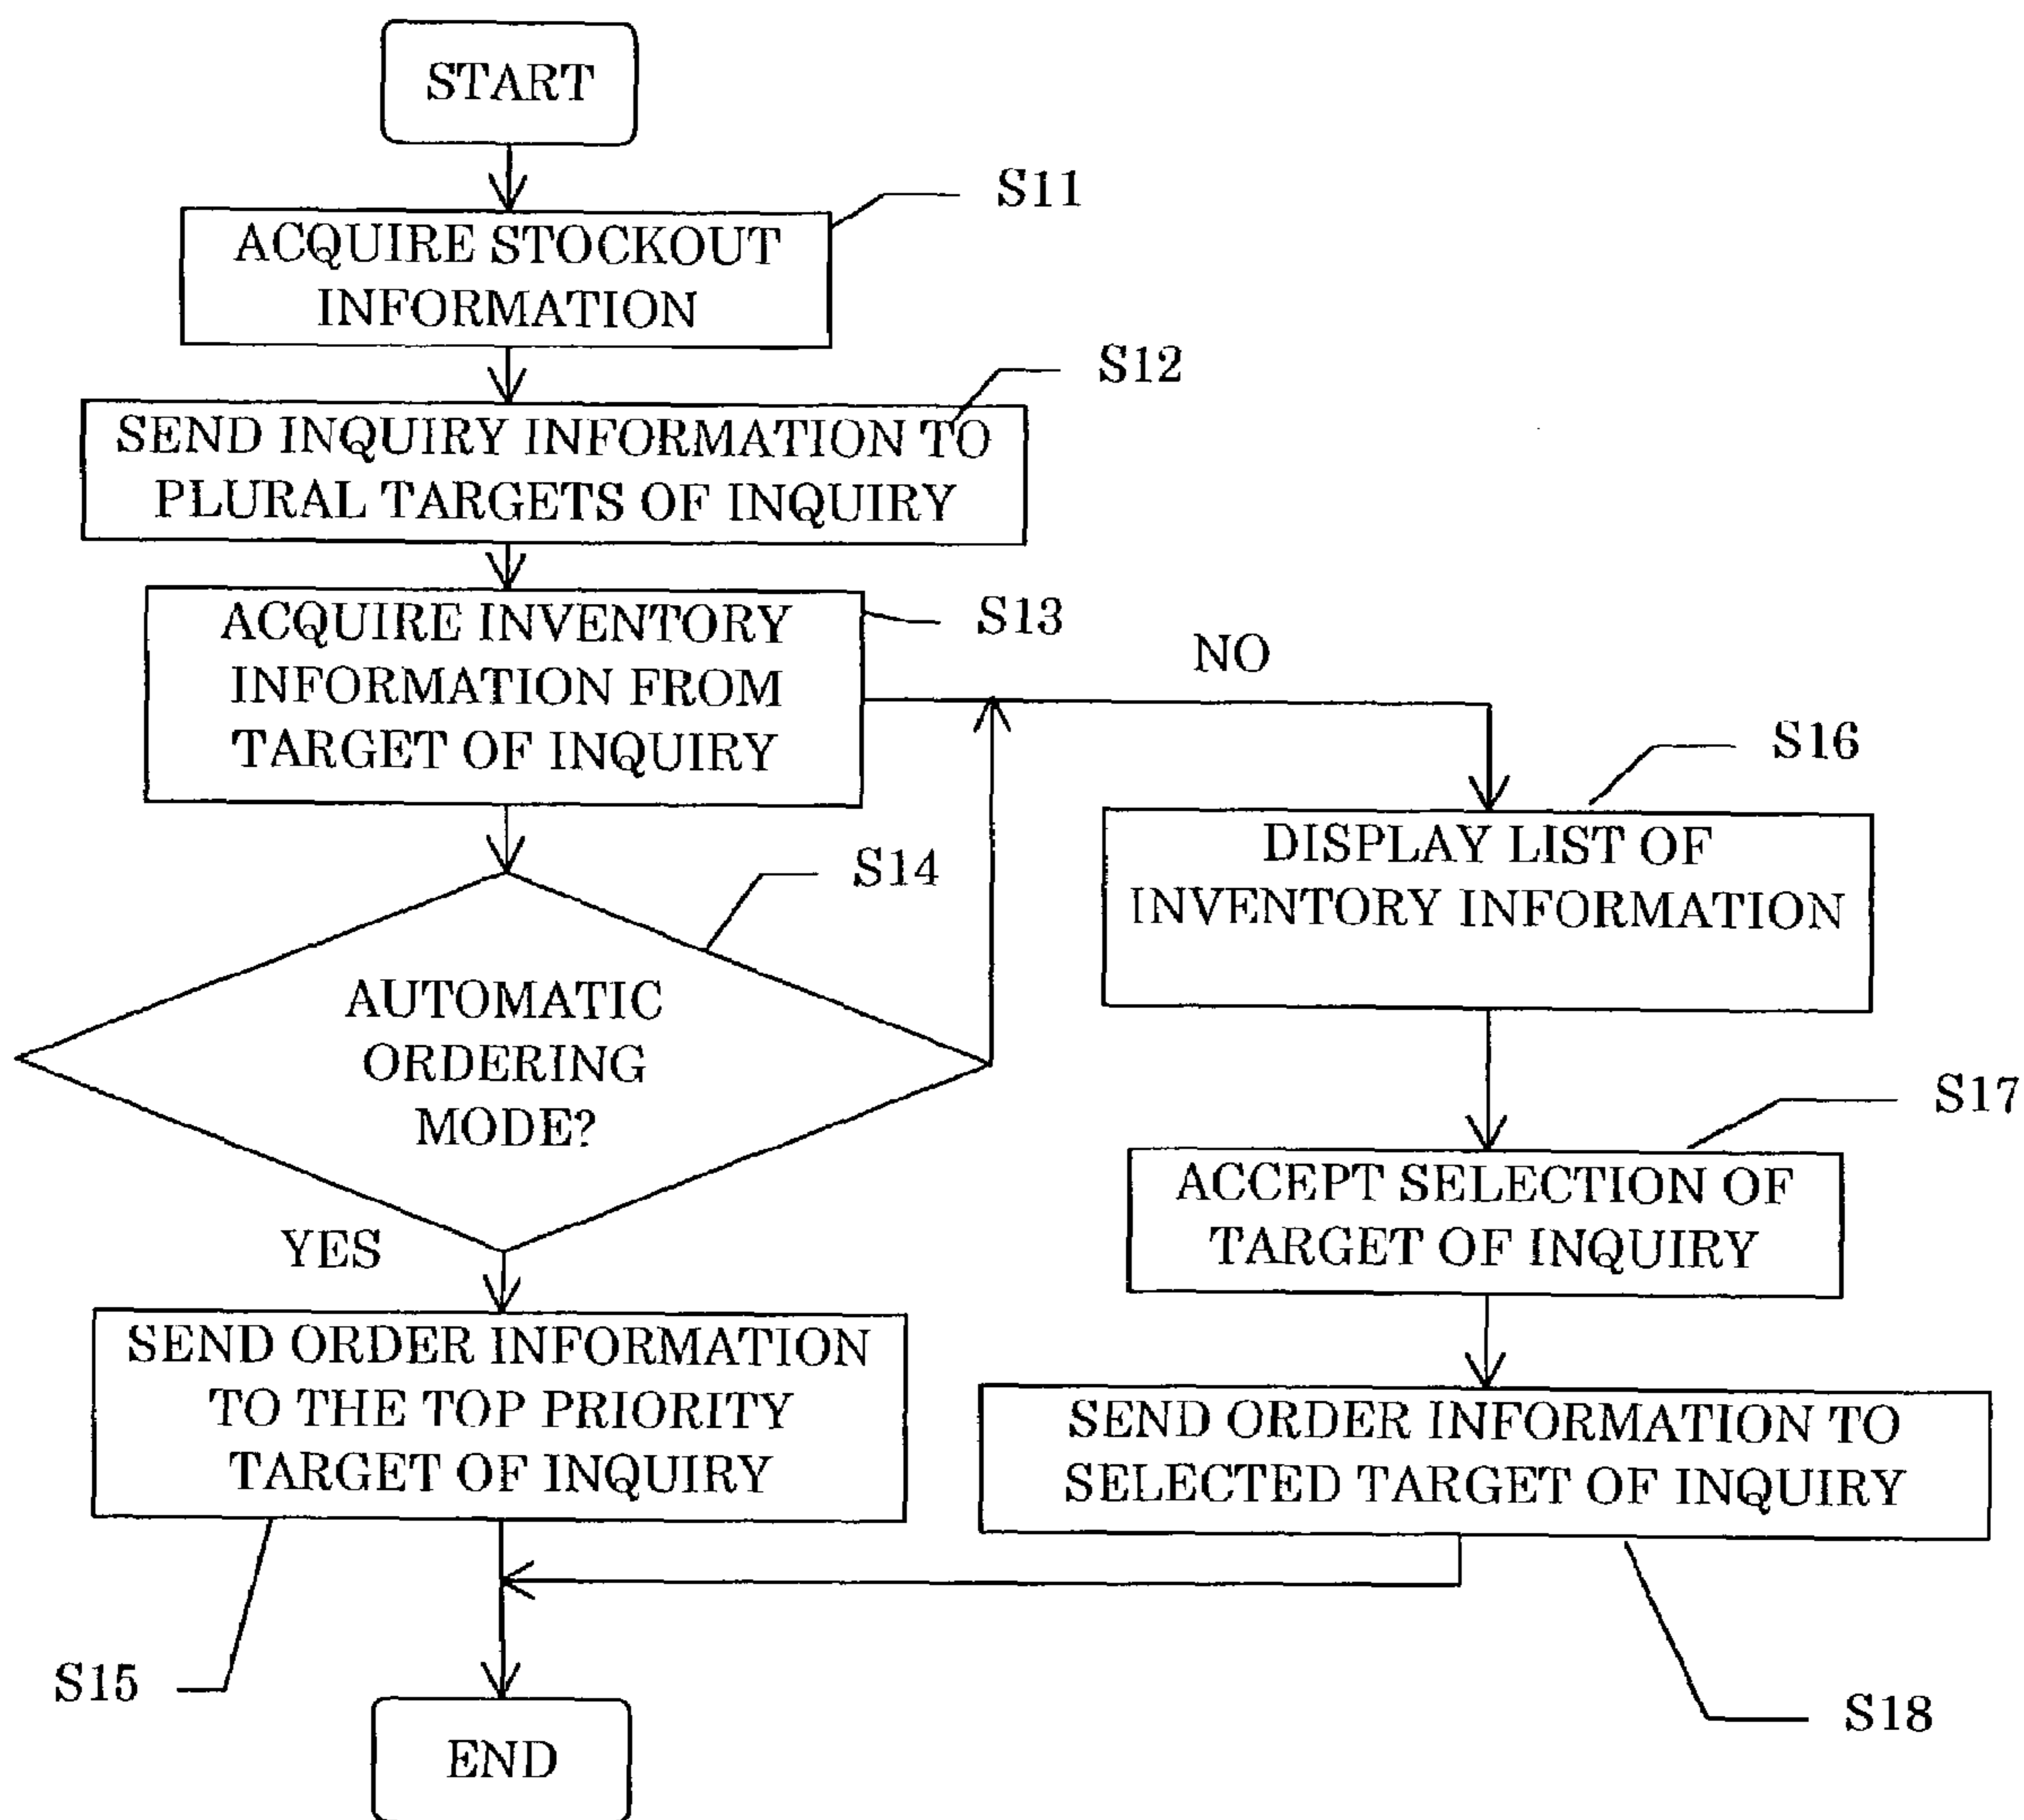 START
S11
ACQUIRE STOCKOUT
INFORMATION
S12
SEND INQUIRY INFORMATION TO
PLURAL TARGETS OF INQUIRY
S13
ACQUIRE INVENTORY
INFORMATION FROM
TARGET OF INQUIRY
NO
S14
AUTOMATIC
ORDERING
MODE?
YES
SEND ORDER INFORMATION
TO THE TOP PRIORITY
TARGET OF INQUIRY
S15
S16
DISPLAY LIST OF
INVENTORY INFORMATION
S17
ACCEPT SELECTION OF
TARGET OF INQUIRY
SEND ORDER INFORMATION TO
SELECTED TARGET OF INQUIRY
S18
END